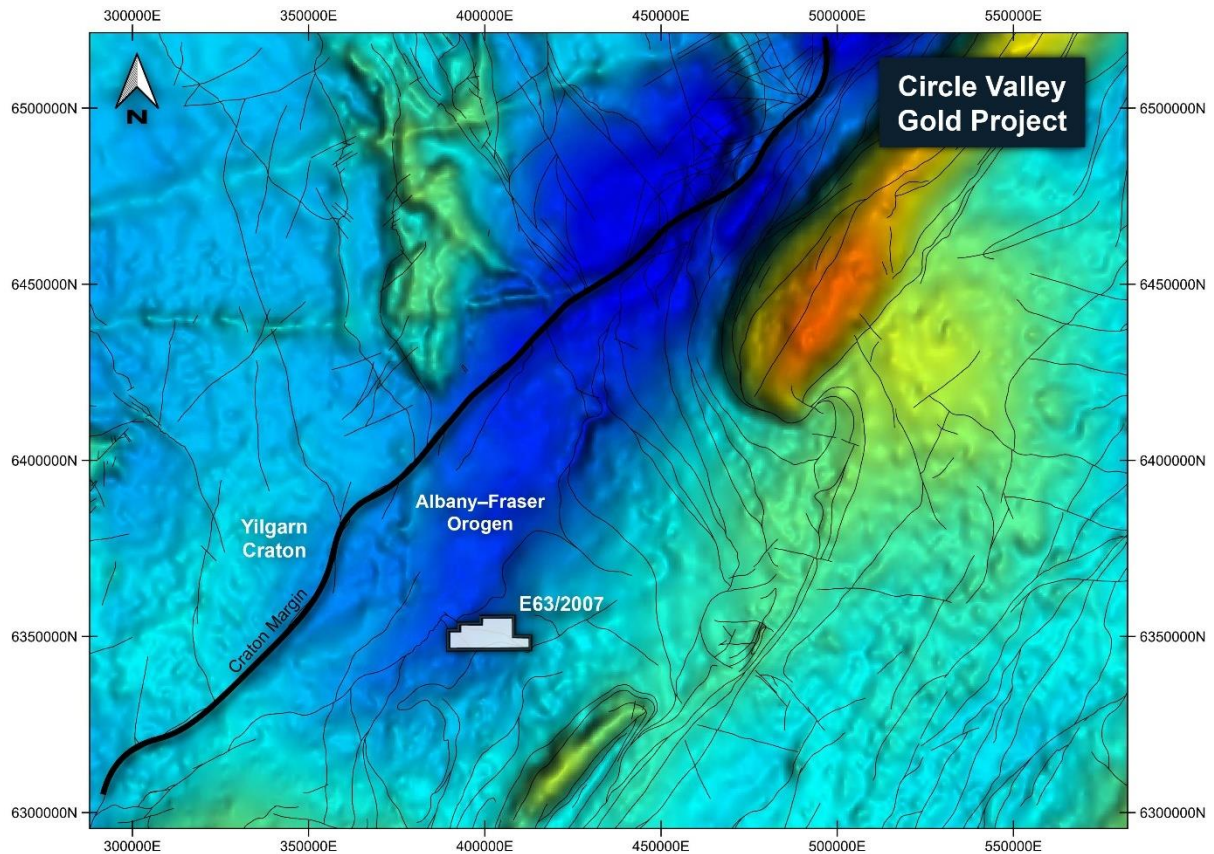 300000E 350000E 400000E 450000E 500000E 550000E
Circle Valley
Gold Project
N
6500000N 6500000N
6450000N 6450000N
6400000N 6400000N
Albany–Fraser
Orogen
Yilgarn
Craton
E63/2007
Craton Margin
6350000N 6350000N
6300000N 6300000N
300000E 350000E 400000E 450000E 500000E 550000E